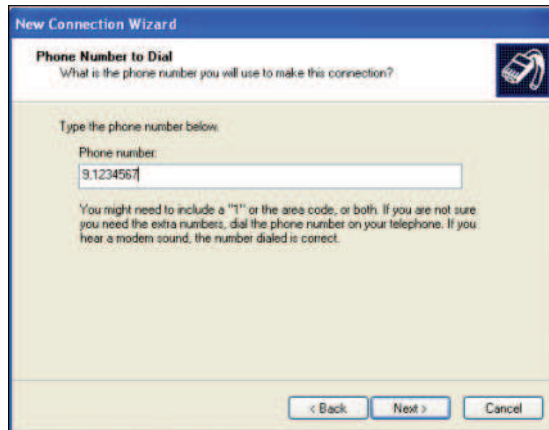 New Connection Wizard
Phone Number to Dial
What is the phone number you will use to make this connection?
Type the phone number below.
Phone number:
9,1234567
You might need to include a "1" or the area code, or both. If you are not sure
you need the extra numbers, dial the phone number on your telephone. If you
hear a modem sound, the number dialed is correct.
< Back
Next >
Cancel